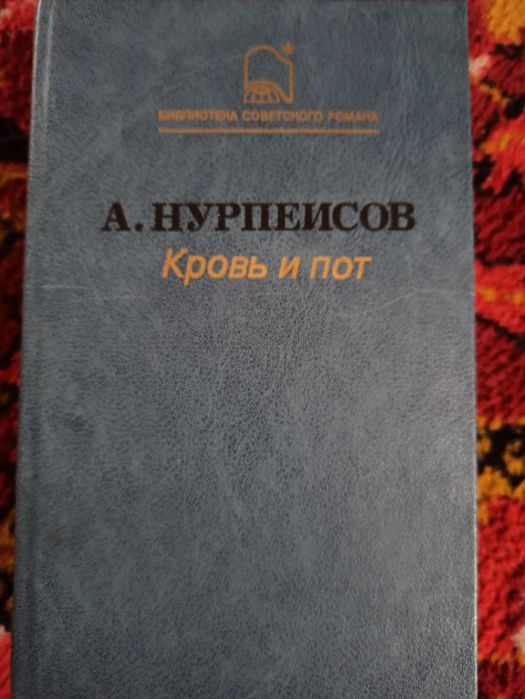 БИБЛИОТЕКА СОВЕТСКОГО РОМАНА
А. НУРПЕИСОВ
Кровь и пот